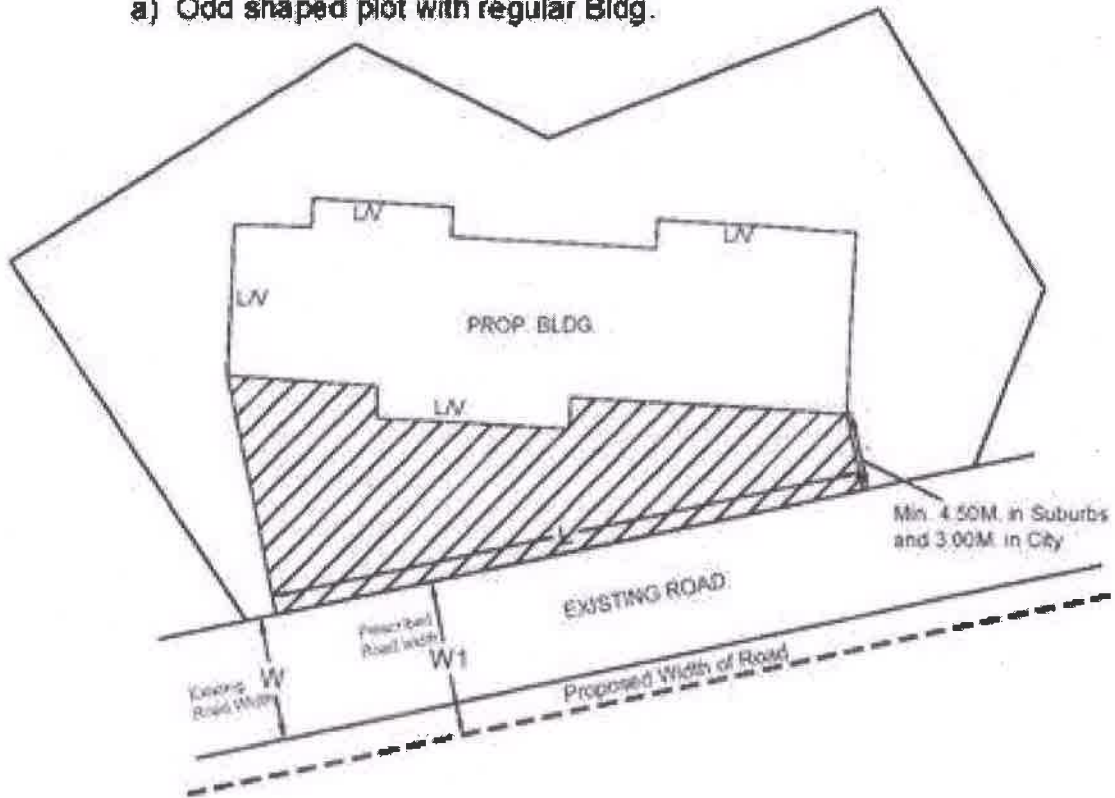 a) Odd shaped plot with regular Bldg.
L/V
L/V
L/V
PROP. BLDG.
L/V
Min. 4.50M. in Suburbs
and 3.00M. in City
L
EXISTING ROAD
Prescribed
Road width
W1
Existing
Road Width
W
Proposed Width of Road